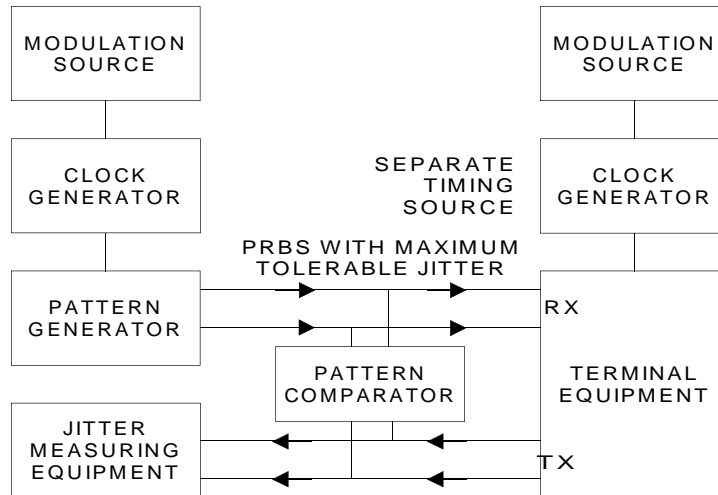 MODULATION
SOURCE
MODULATION
SOURCE
CLOCK
GENERATOR
SEPARATE
TIMING
SOURCE
CLOCK
GENERATOR
PRBS WITH MAXIMUM
TOLERABLE JITTER
PATTERN
GENERATOR
RX
PATTERN
COMPARATOR
TERMINAL
EQUIPMENT
JITTER
MEASURING
EQUIPMENT
TX